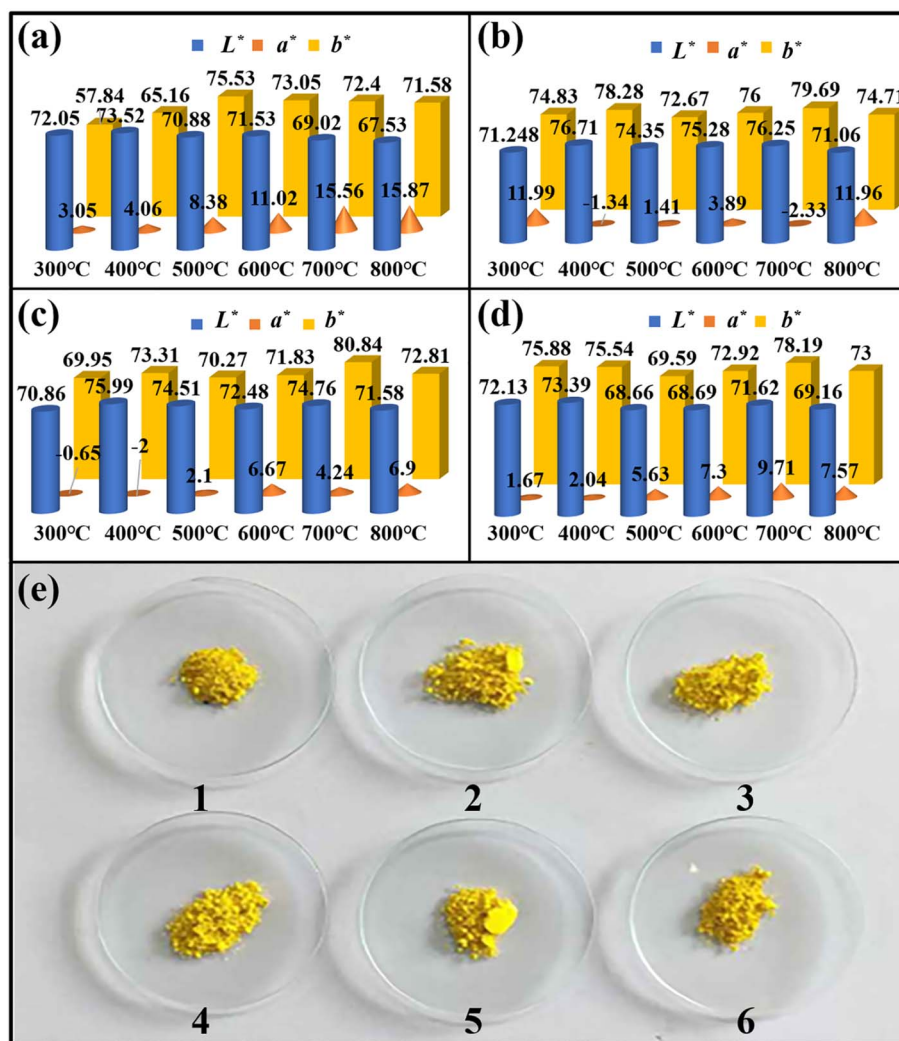 (a)
L* a* b*
72.05 57.84 73.52 65.16 70.88 75.53 71.53 73.05 69.02 72.4 67.53 71.58
3.05 4.06 8.38 11.02 15.56 15.87
300°C 400°C 500°C 600°C 700°C 800°C
(b)
L* a* b*
71.248 74.83 76.71 78.28 74.35 72.67 75.28 76 76.25 79.69 71.06 74.71
11.99 -1.34 1.41 3.89 -2.33 11.96
300°C 400°C 500°C 600°C 700°C 800°C
(c)
L* a* b*
70.86 69.95 75.99 73.31 74.51 70.27 72.48 71.83 74.76 80.84 71.58 72.81
-0.65 -2 2.1 6.67 4.24 6.9
300°C 400°C 500°C 600°C 700°C 800°C
(d)
L* a* b*
72.13 75.88 73.39 75.54 68.66 69.59 68.69 72.92 71.62 78.19 69.16 73
1.67 2.04 5.63 7.3 9.71 7.57
300°C 400°C 500°C 600°C 700°C 800°C
(e)
1 2 3
4 5 6